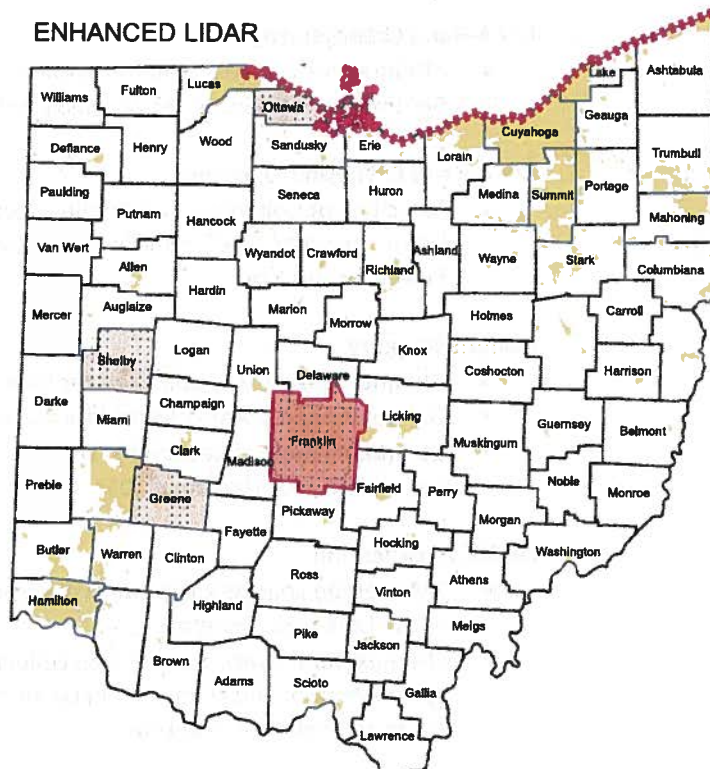 ENHANCED LIDAR
Williams
Fulton
Lucas
Ottawa
Lake
Ashtabula
Geauga
Cuyahoga
Defiance
Henry
Wood
Sandusky
Erie
Lorain
Trumbull
Paulding
Putnam
Hancock
Seneca
Huron
Medina
Summit
Portage
Mahoning
Van Wert
Allen
Wyandot
Crawford
Richland
Ashland
Wayne
Stark
Columbiana
Mercer
Auglaize
Hardin
Marion
Morrow
Holmes
Carroll
Shelby
Logan
Union
Delaware
Knox
Coshocton
Harrison
Darke
Miami
Champaign
Licking
Guernsey
Belmont
Clark
Madison
Franklin
Muskingum
Preble
Greene
Fairfield
Perry
Noble
Monroe
Pickaway
Morgan
Butler
Warren
Clinton
Fayette
Hocking
Washington
Ross
Athens
Hamilton
Highland
Vinton
Pike
Jackson
Meigs
Brown
Adams
Scioto
Gallia
Lawrence